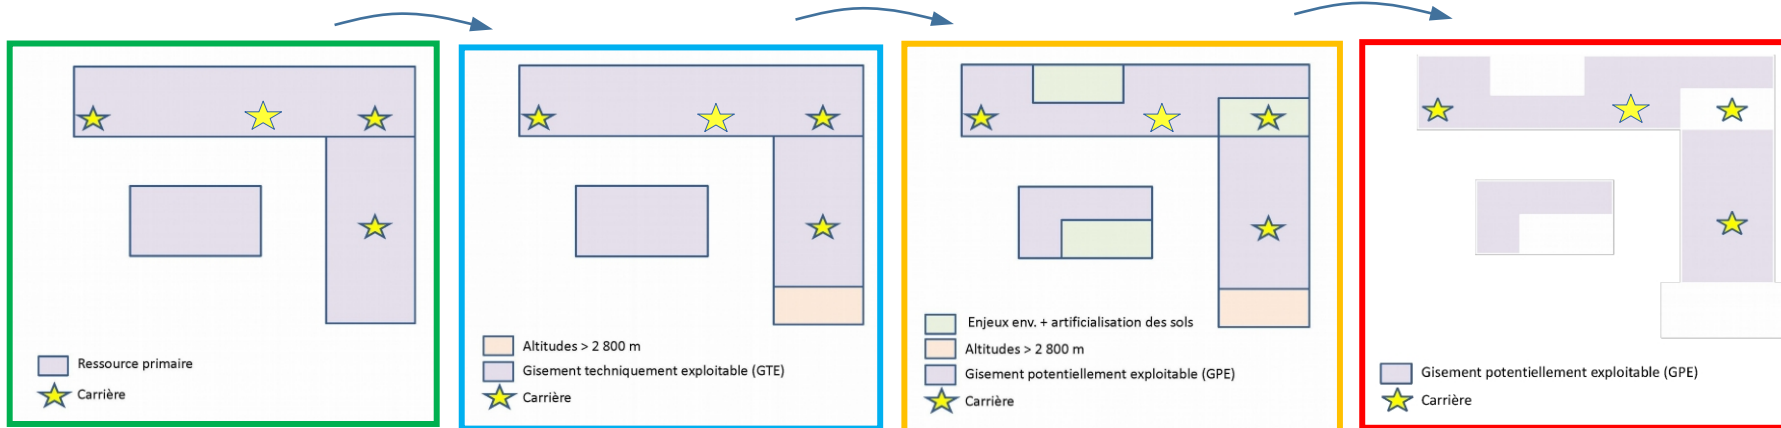 Ressource primaire
Carrière
Altitudes > 2 800 m
Gisement techniquement exploitable (GTE)
Carrière
Enjeux env. + artificialisation des sols
Altitudes > 2 800 m
Gisement potentiellement exploitable (GPE)
Carrière
Gisement potentiellement exploitable (GPE)
Carrière